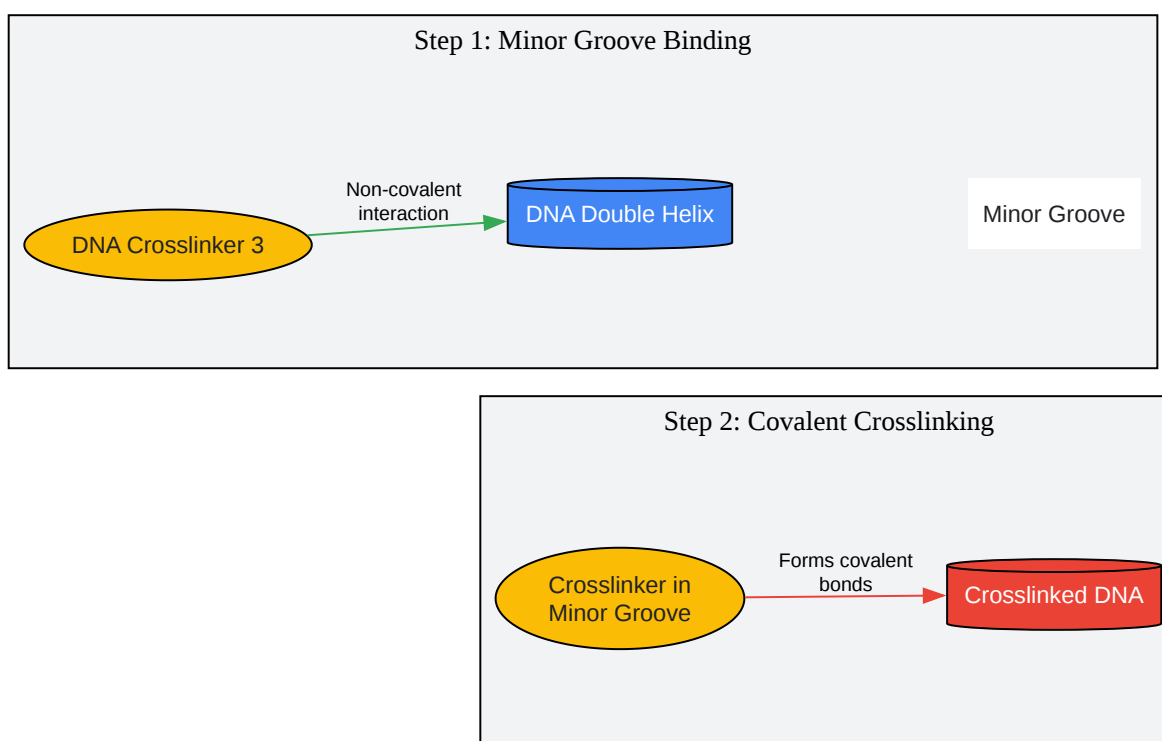 Step 1: Minor Groove Binding
Non-covalent
interaction
DNA Double Helix
Minor Groove
DNA Crosslinker 3
Step 2: Covalent Crosslinking
Forms covalent
bonds
Crosslinker in
Minor Groove
Crosslinked DNA